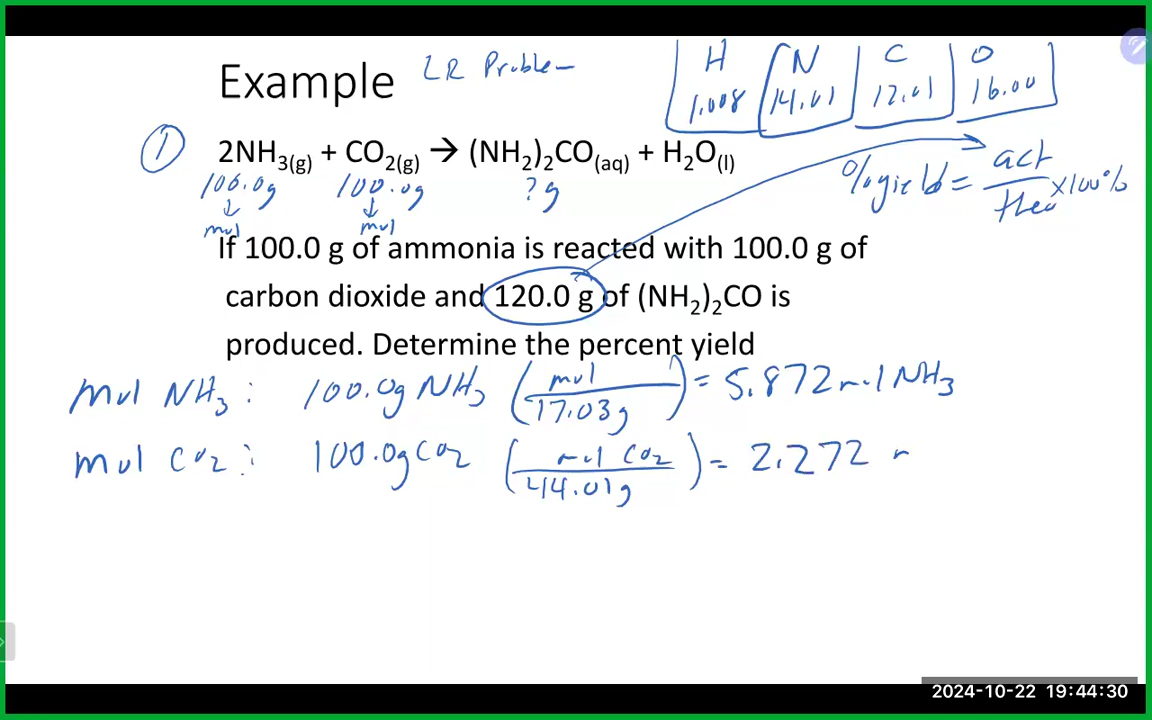 Example LR Problem
H N C O
1.008 14.01 12.01 16.00
① 2NH3(g) + CO2(g) → (NH2)2CO(aq) + H2O(l)
100.0g 100.0g ?g
mol mol
%yield = act/theo ×100%
If 100.0 g of ammonia is reacted with 100.0 g of
carbon dioxide and 120.0 g of (NH2)2CO is
produced. Determine the percent yield
mol NH3: 100.0g NH3 (mol/17.03g) = 5.872 mol NH3
mol CO2: 100.0g CO2 (mol CO2/44.01g) = 2.272
2024-10-22 19:44:30